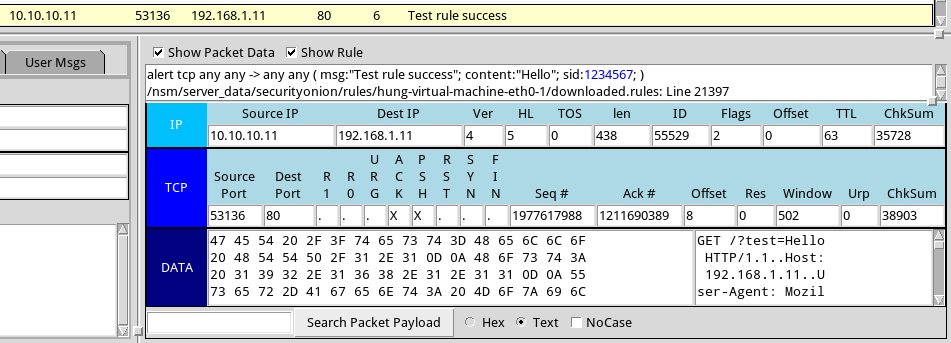 10.10.10.11 53136 192.168.1.11 80 6 Test rule success
User Msgs
Show Packet Data Show Rule
alert tcp any any -> any any ( msg:"Test rule success"; content:"Hello"; sid:1234567; )
/nsm/server_data/securityonion/rules/hung-virtual-machine-eth0-1/downloaded.rules: Line 21397
IP
Source IP Dest IP Ver HL TOS len ID Flags Offset TTL ChkSum
10.10.10.11 192.168.1.11 4 5 0 438 55529 2 0 63 35728
TCP
U A P R S F
Source Dest R R R C S S Y I
Port Port 1 0 G K H T N N Seq # Ack # Offset Res Window Urp ChkSum
53136 80 . . . X X . . . 1977617988 1211690389 8 0 502 0 38903
DATA
47 45 54 20 2F 3F 74 65 73 74 3D 48 65 6C 6C 6F GET /?test=Hello
20 48 54 54 50 2F 31 2E 31 0D 0A 48 6F 73 74 3A HTTP/1.1..Host:
20 31 39 32 2E 31 36 38 2E 31 2E 31 31 0D 0A 55 192.168.1.11..U
73 65 72 2D 41 67 65 6E 74 3A 20 4D 6F 7A 69 6C ser-Agent: Mozil
Search Packet Payload Hex Text NoCase